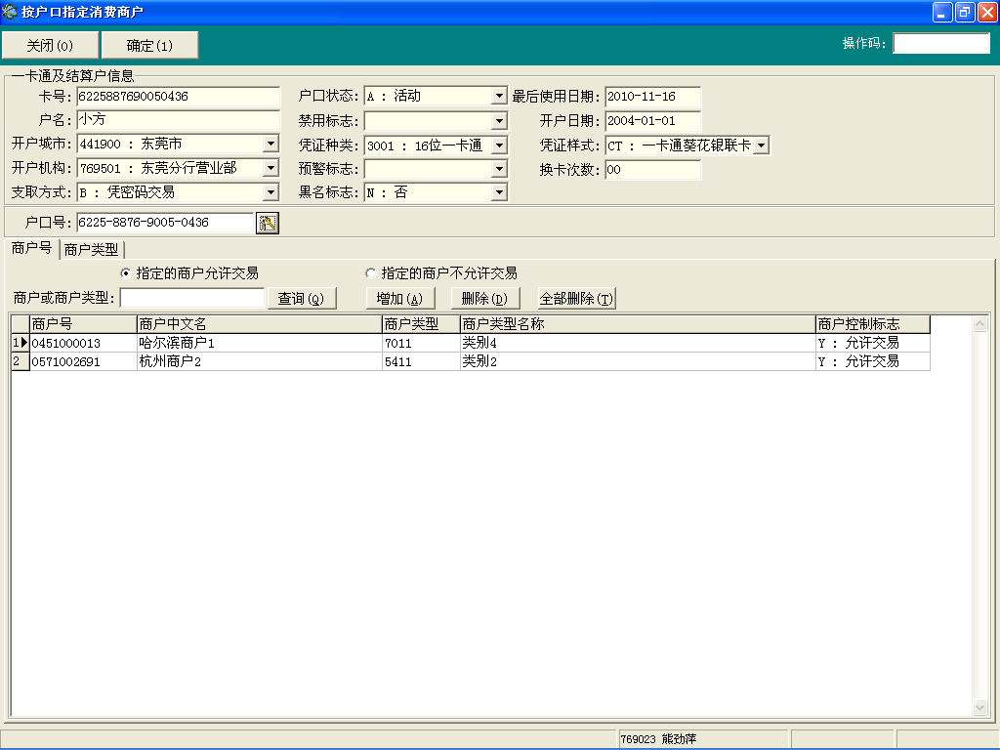 按户口指定消费商户
关闭(0) 确定(1) 操作码:
一卡通及结算户信息
卡号: 6225887690050436 户口状态: A : 活动 最后使用日期: 2010-11-16
户名: 小方 禁用标志: 开户日期: 2004-01-01
开户城市: 441900 : 东莞市 凭证种类: 3001 : 16位一卡通 凭证样式: CT : 一卡通葵花银联卡
开户机构: 769501 : 东莞分行营业部 预警标志: 换卡次数: 00
支取方式: B : 凭密码交易 黑名标志: N : 否
户口号: 6225-8876-9005-0436
商户号 商户类型
指定的商户允许交易 指定的商户不允许交易
商户或商户类型: 查询(Q) 增加(A) 删除(D) 全部删除(T)
商户号 商户中文名 商户类型 商户类型名称 商户控制标志
1 0451000013 哈尔滨商户1 7011 类别4 Y : 允许交易
2 0571002691 杭州商户2 5411 类别2 Y : 允许交易
769023 熊劲萍